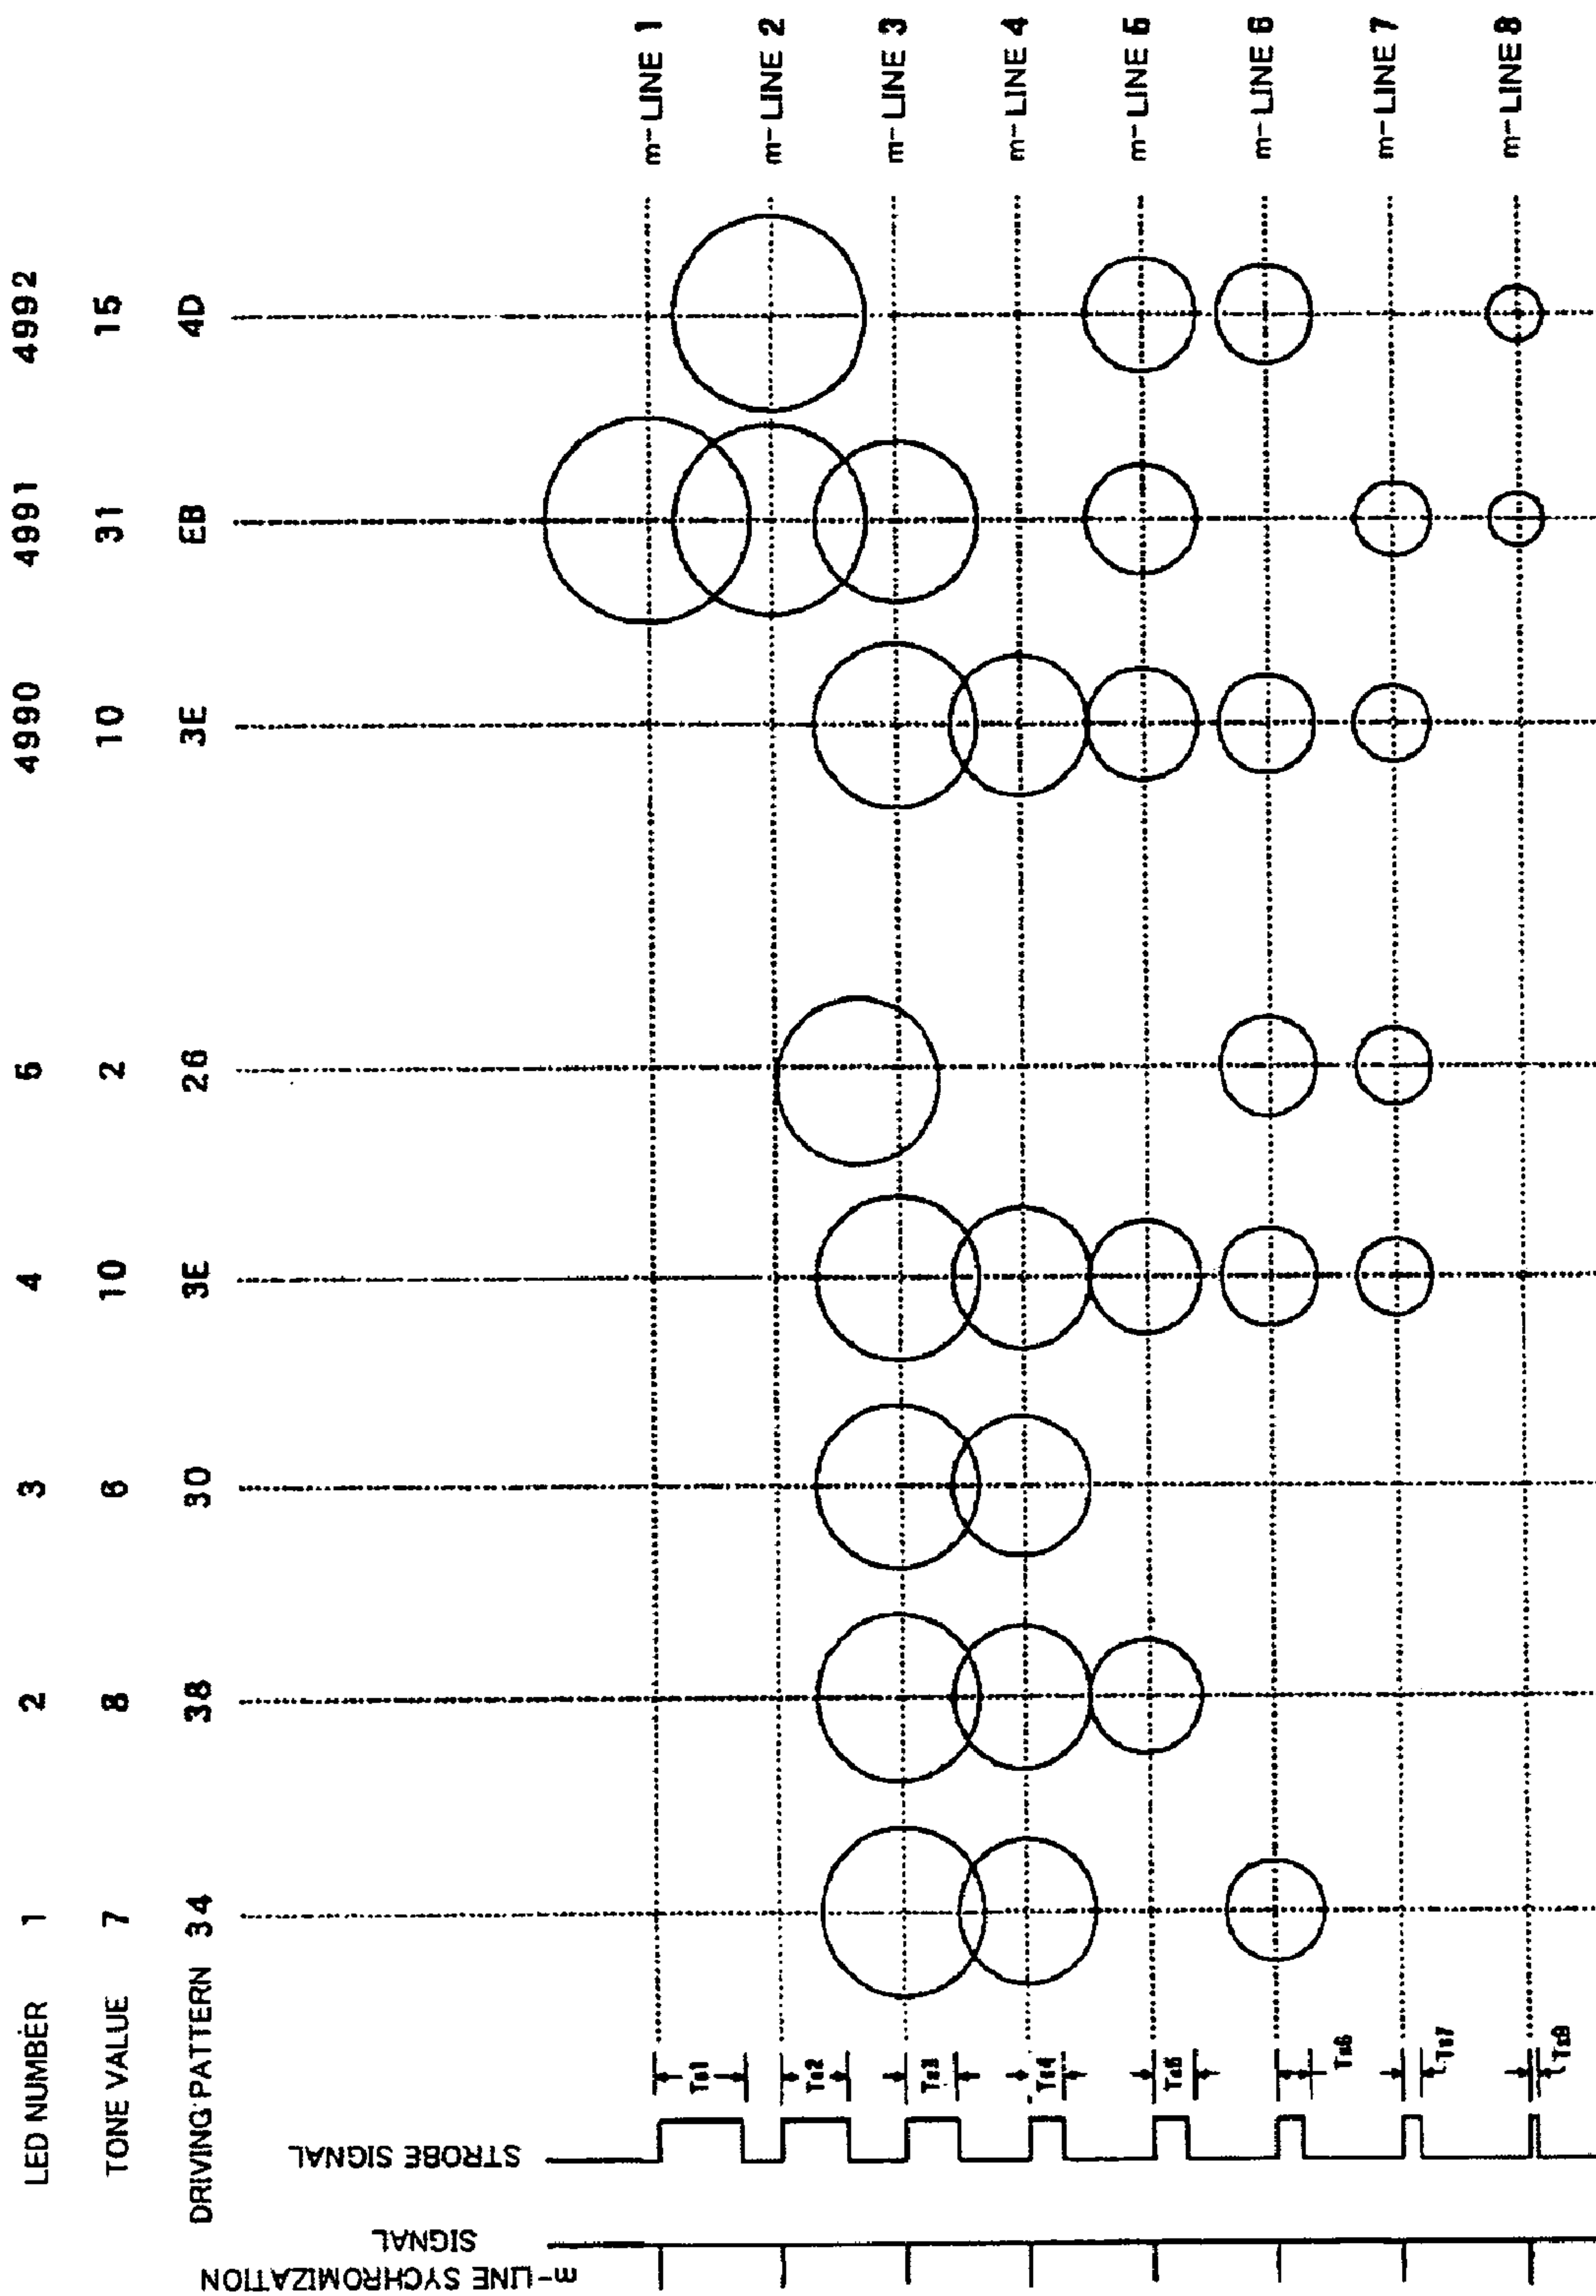 LED NUMBER 1 2 3 4 5 4990 4991 4992
TONE VALUE 7 8 6 10 2 10 31 15
DRIVING PATTERN 34 38 30 3E 26 3E EB 4D
STROBE SIGNAL
m-LINE SYCHROMIZATION
SIGNAL
Ts1
Ts2
Ts3
Ts4
Ts5
Ts6
Ts7
Ts8
m-LINE 1
m-LINE 2
m-LINE 3
m-LINE 4
m-LINE 5
m-LINE 6
m-LINE 7
m-LINE 8